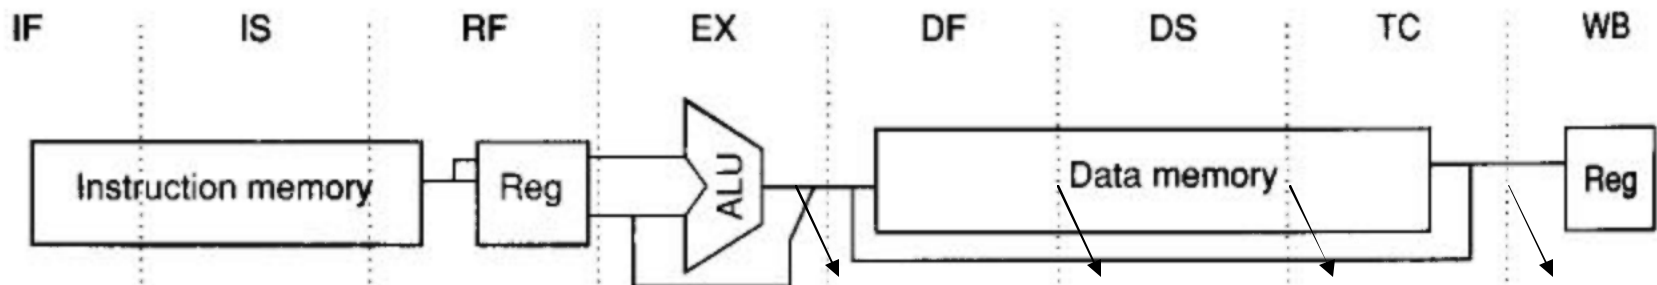 IF IS RF EX DF DS TC WB
Instruction memory Reg ALU Data memory Reg